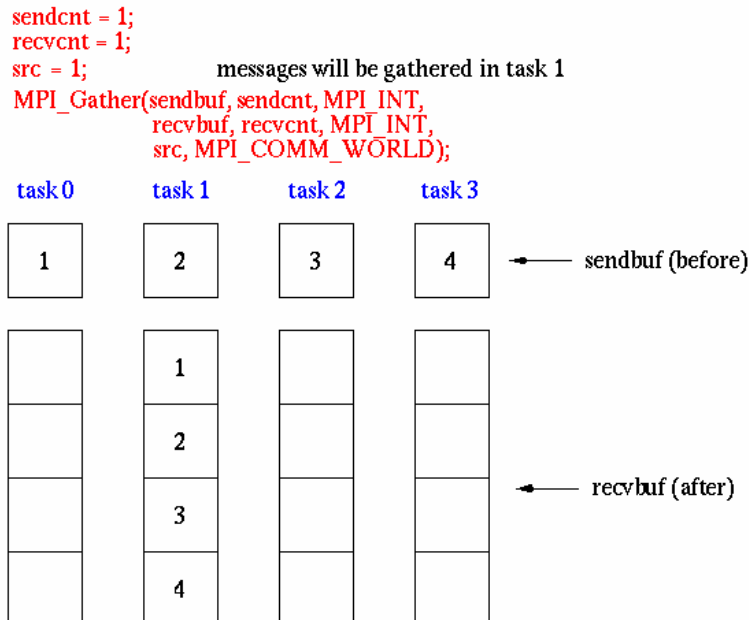 sendcnt = 1;
recvcnt = 1;
src = 1; messages will be gathered in task 1
MPI_Gather(sendbuf, sendcnt, MPI_INT,
recvbuf, recvcnt, MPI_INT,
src, MPI_COMM_WORLD);
task 0 task 1 task 2 task 3
1 2 3 4 sendbuf (before)
1
2
3
recvbuf (after)
4